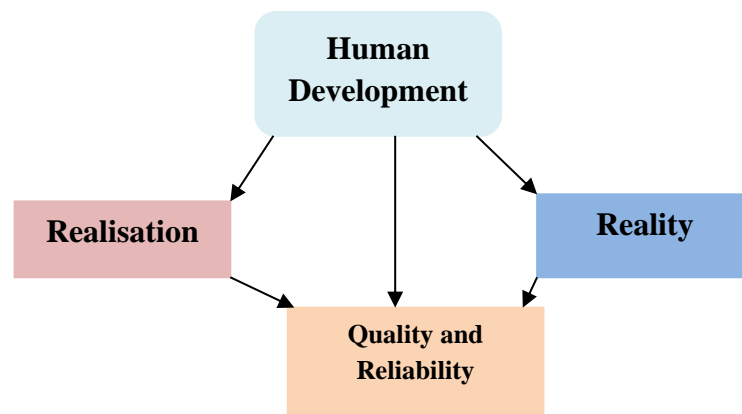 Human
Development
Realisation
Reality
Quality and
Reliability